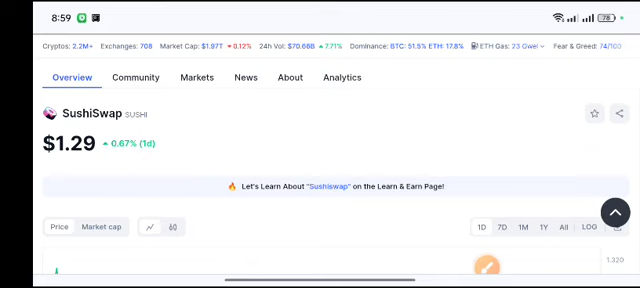 8:59
78
Cryptos: 2.2M+ Exchanges: 708 Market Cap: $1.97T 0.12% 24h Vol: $70.66B 7.71% Dominance: BTC: 51.5% ETH: 17.8% ETH Gas: 23 Gwei Fear & Greed: 74/100
Overview Community Markets News About Analytics
SushiSwap SUSHI
$1.29 0.67% (1d)
Let's Learn About "Sushiswap" on the Learn & Earn Page!
Price Market cap 1D 7D 1M 1Y All LOG
1.320